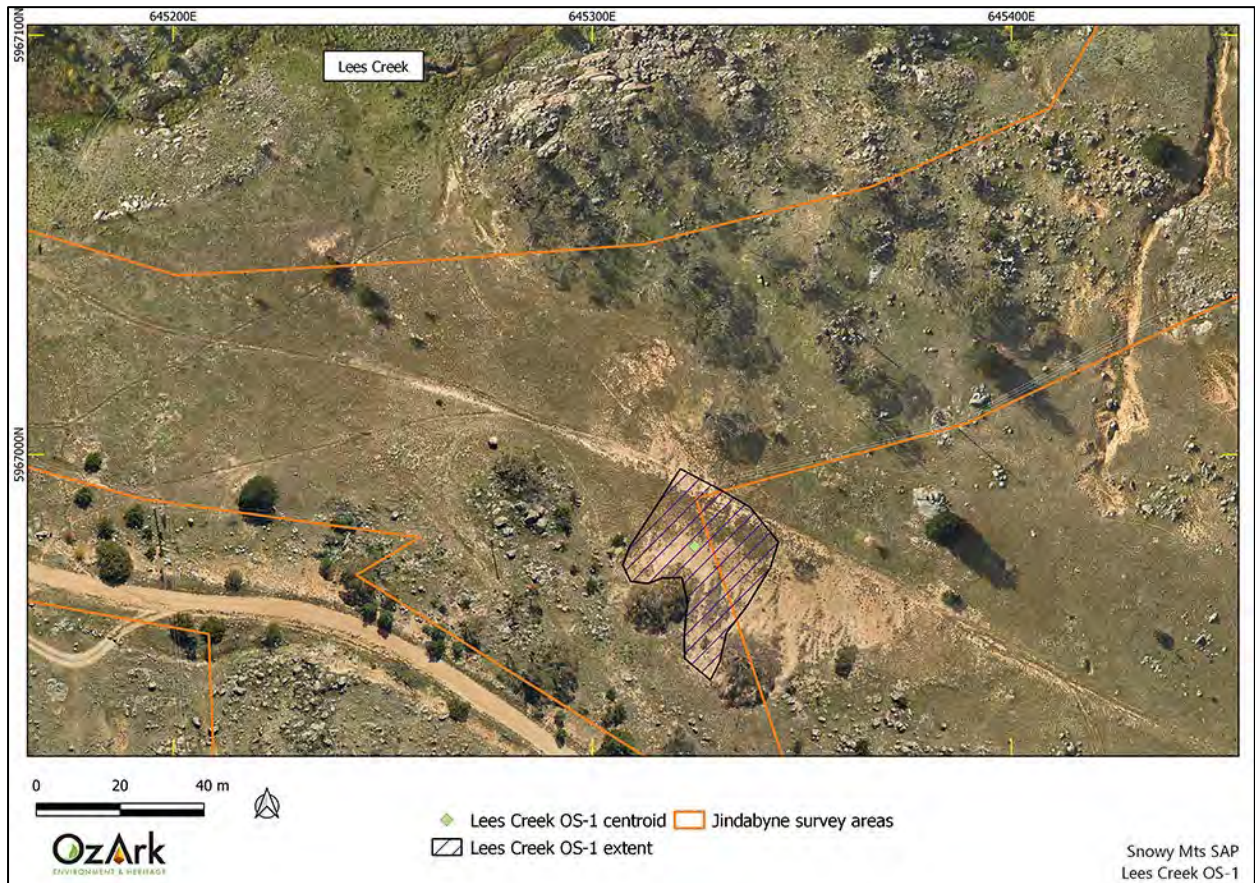 645200E
645300E
645400E
5967100N
5967000N
Lees Creek
0 20 40 m
Lees Creek OS-1 centroid
Jindabyne survey areas
Lees Creek OS-1 extent
OzArk
ENVIRONMENT & HERITAGE
Snowy Mts SAP
Lees Creek OS-1